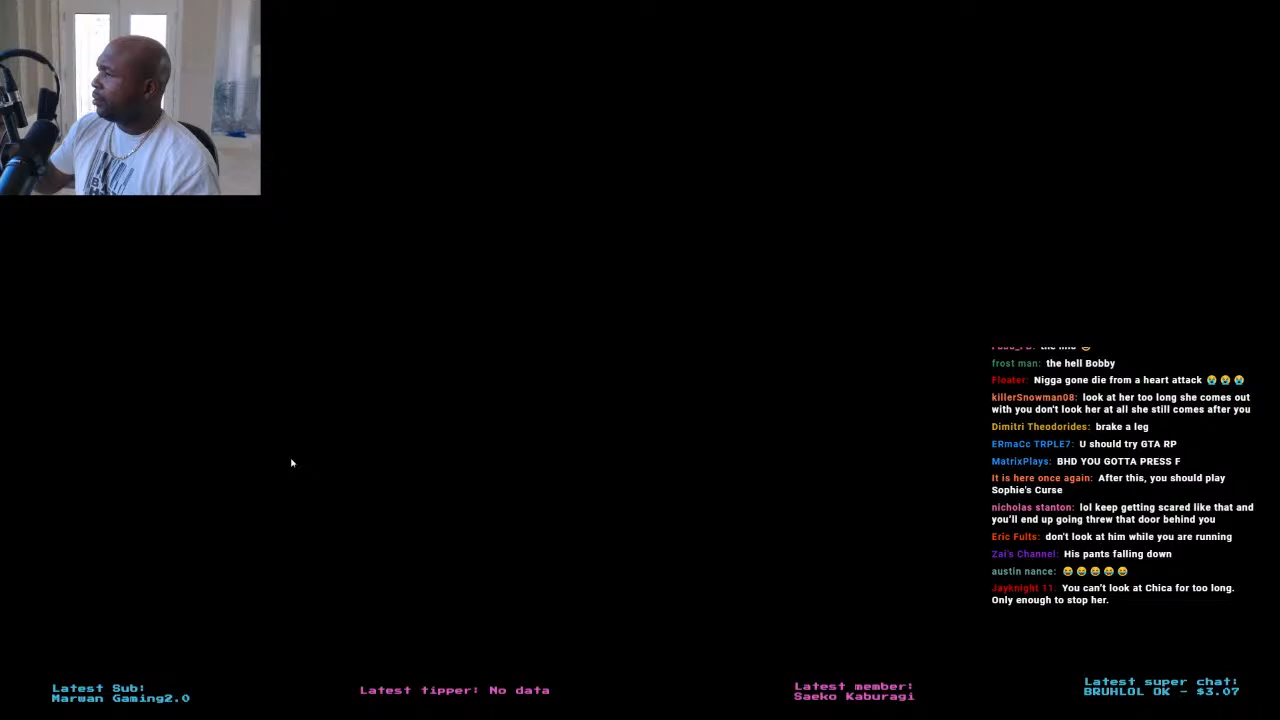 frost man: the hell Bobby
Floater: Nigga gone die from a heart attack 😭 😭 😭
killerSnowman08: look at her too long she comes out
with you don't look her at all she still comes after you
Dimitri Theodorides: brake a leg
ERmaCc TRPLE7: U should try GTA RP
MatrixPlays: BHD YOU GOTTA PRESS F
It is here once again: After this, you should play
Sophie's Curse
nicholas stanton: lol keep getting scared like that and
you'll end up going threw that door behind you
Eric Fults: don't look at him while you are running
Zai's Channel: His pants falling down
austin nance: 😂 😂 😂 😂 😂
Jayknight 11: You can't look at Chica for too long.
Only enough to stop her.
Latest Sub:
Marwan Gaming2.0
Latest tipper: No data
Latest member:
Saeko Kaburagi
Latest super chat:
BRUHLOL OK - $3.07